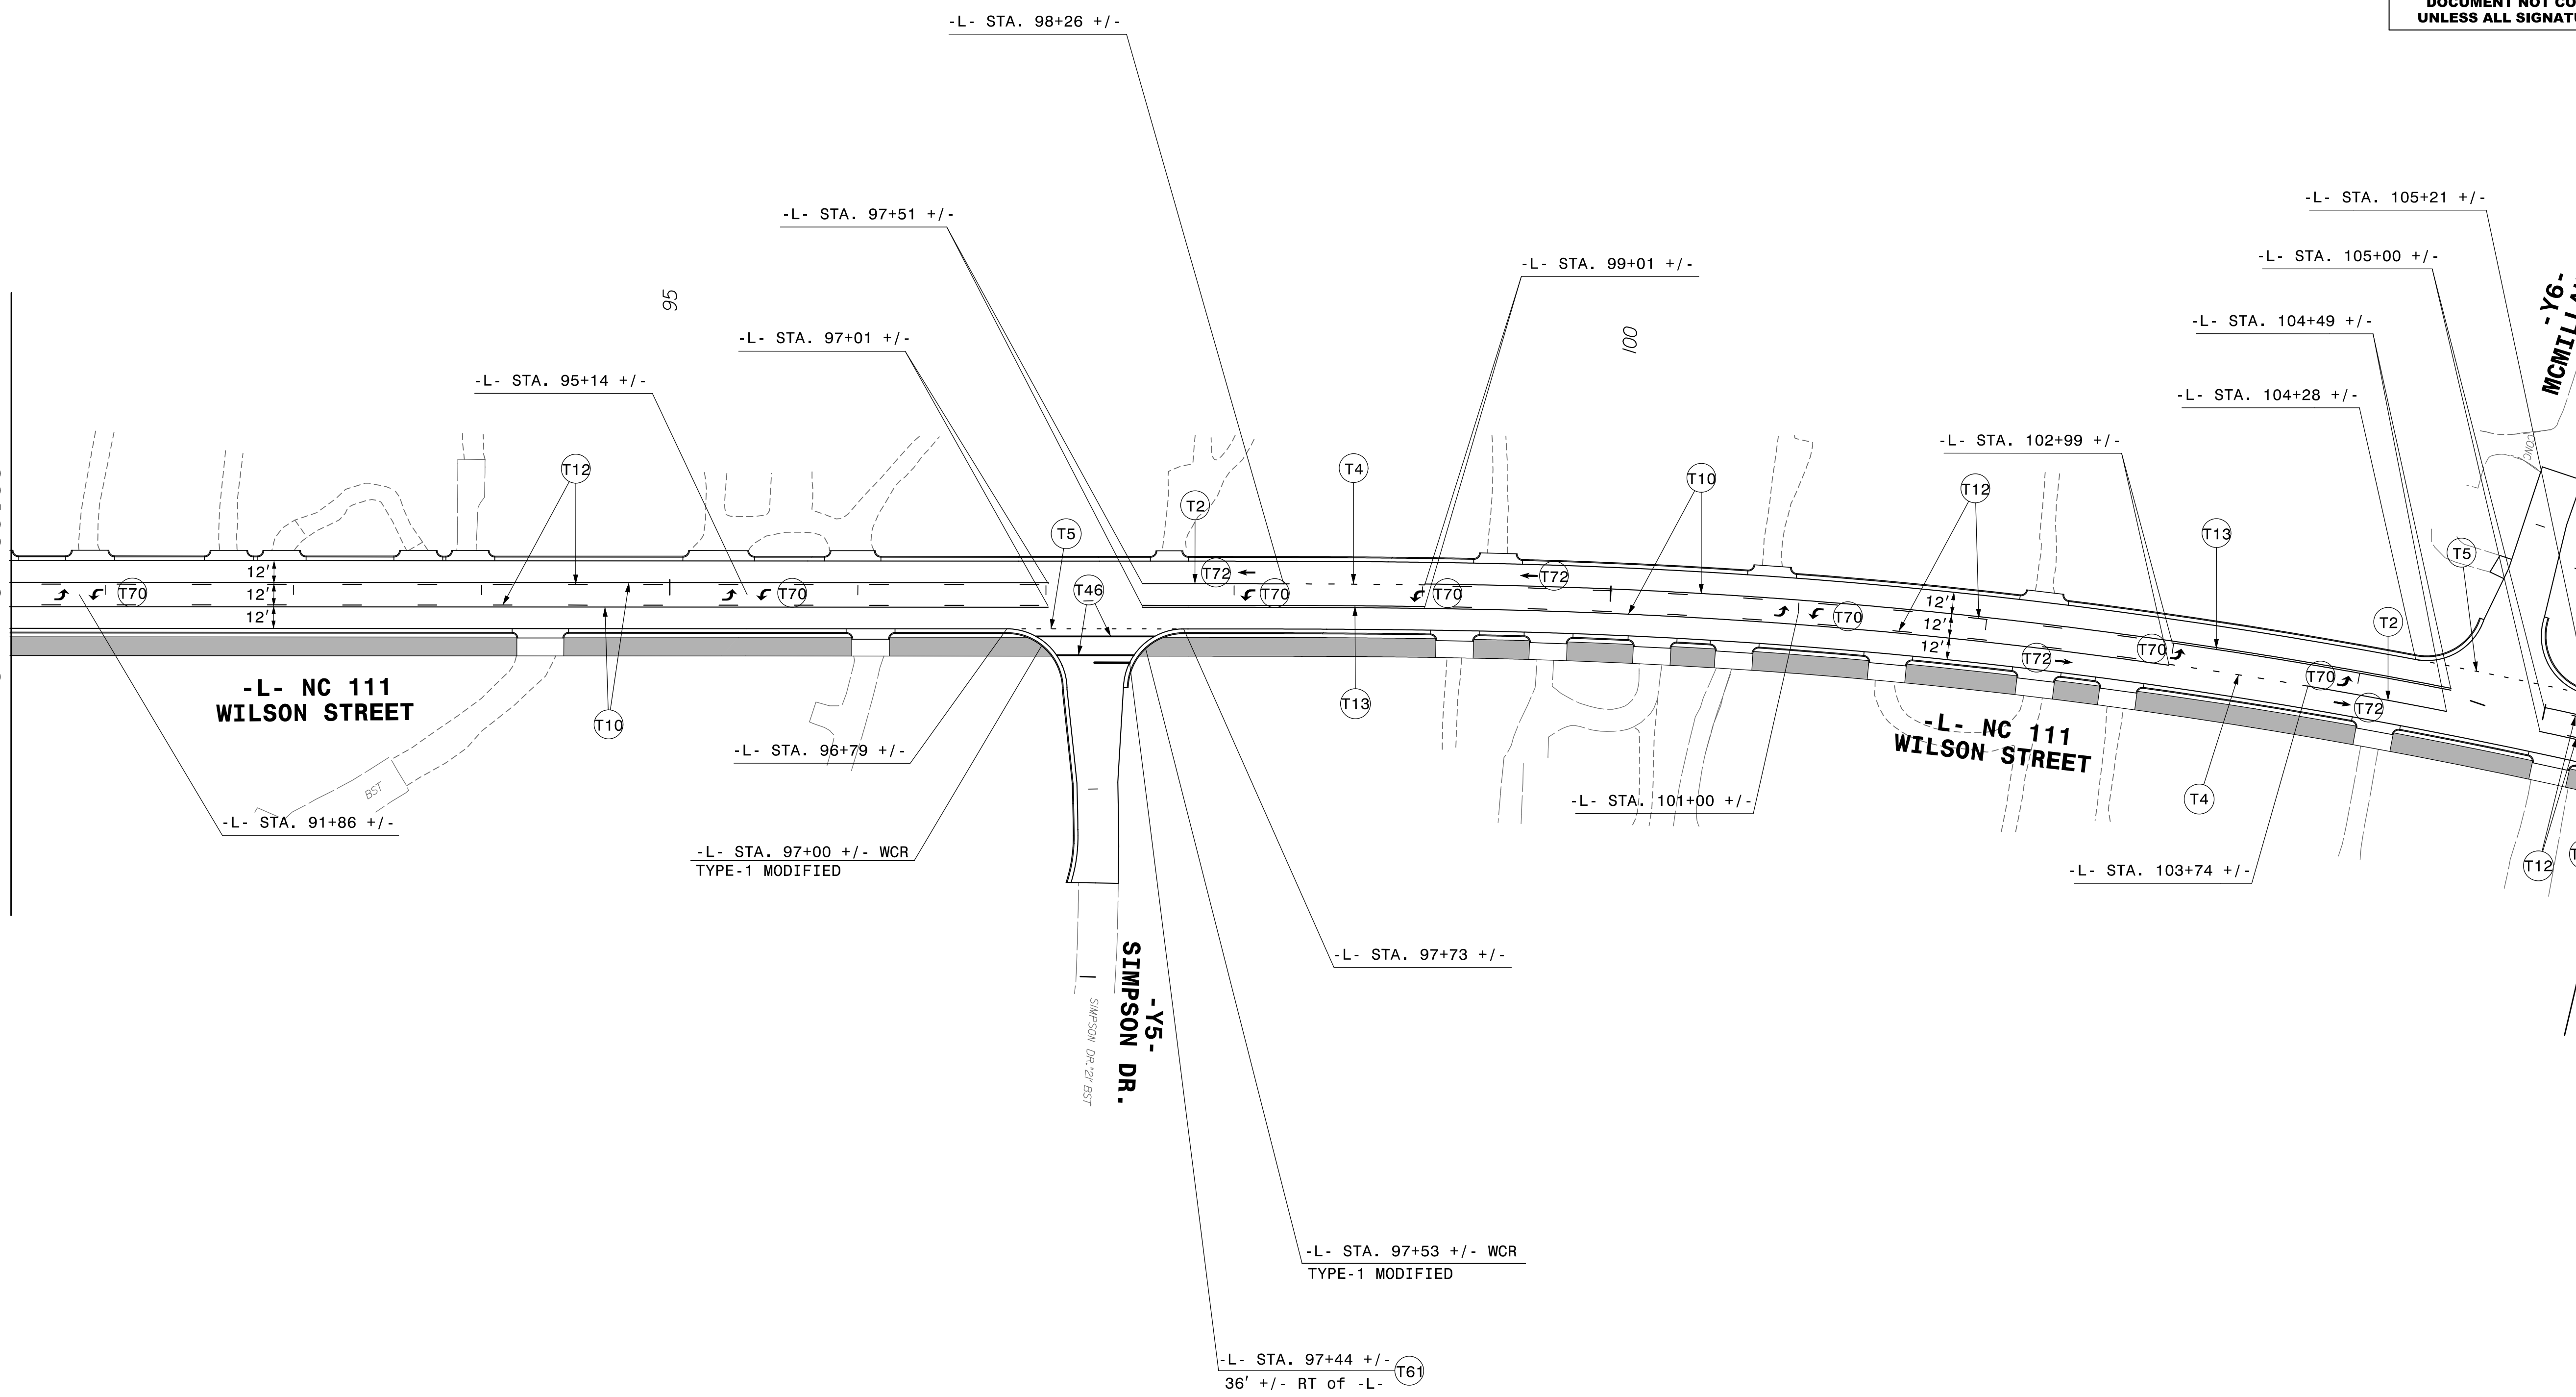 DOCUMENT NOT CO
UNLESS ALL SIGNATU
-L- STA. 98+26 +/-
-L- STA. 97+51 +/-
-L- STA. 105+21 +/-
-L- STA. 99+01 +/-
-L- STA. 105+00 +/-
-Y6-
95
-L- STA. 97+01 +/-
100
-L- STA. 104+49 +/-
-L- STA. 95+14 +/-
-L- STA. 104+28 +/-
-L- STA. 102+99 +/-
CONC
T12
T4
T10
T12
T2
T5
T13
T5
12'
12'
12'
T70
T70
T46
T72
T70
T70
T72
T70
12'
12'
12'
T72
T70
T70
T72
T2
-L- NC 111
WILSON STREET
T10
T13
-L- NC 111
WILSON STREET
-L- STA. 96+79 +/-
BST
-L- STA. 91+86 +/-
-L- STA. 101+00 +/-
T4
-L- STA. 97+00 +/- WCR
TYPE-1 MODIFIED
-L- STA. 103+74 +/-
T12
-L- STA. 97+73 +/-
-Y5-
SIMPSON DR.
SIMPSON DR. 21' BST
-L- STA. 97+53 +/- WCR
TYPE-1 MODIFIED
-L- STA. 97+44 +/- T61
36' +/- RT of -L-